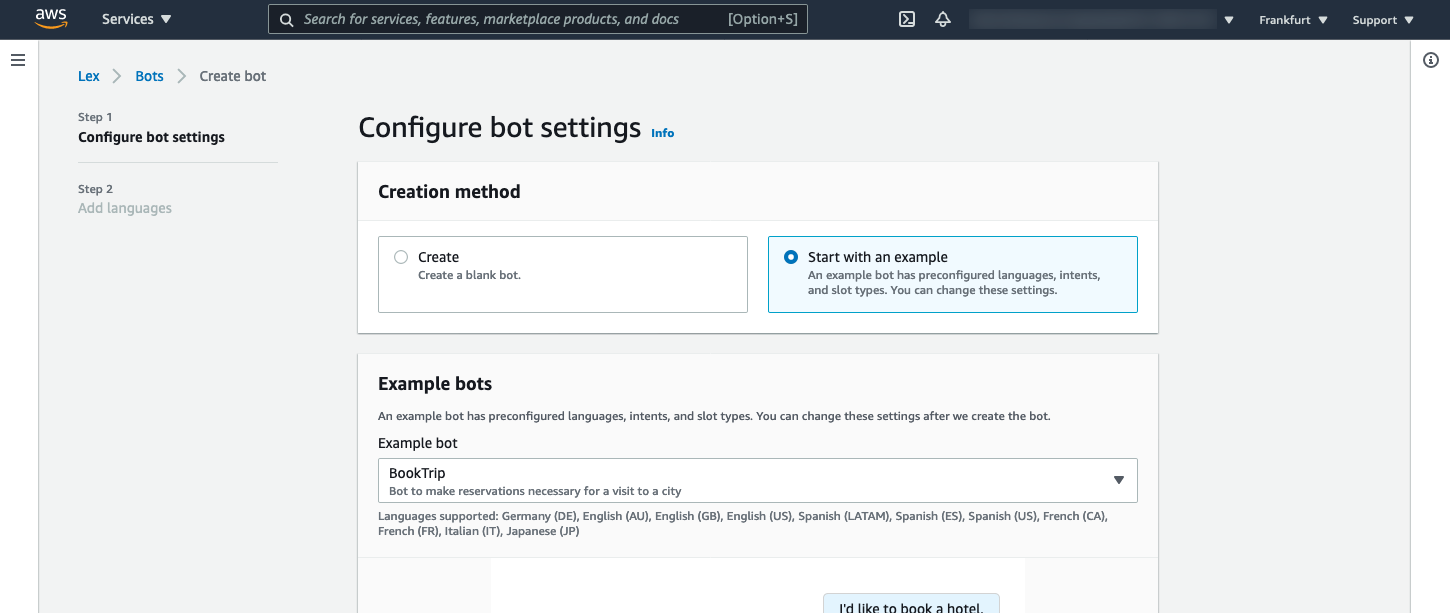 aws
Services
Search for services, features, marketplace products, and docs
[Option+S]
Frankfurt
Support
Lex
Bots
Create bot
Step 1
Configure bot settings
Step 2
Add languages
Configure bot settings
Info
Creation method
Create
Create a blank bot.
Start with an example
An example bot has preconfigured languages, intents,
and slot types. You can change these settings.
Example bots
An example bot has preconfigured languages, intents, and slot types. You can change these settings after we create the bot.
Example bot
BookTrip
Bot to make reservations necessary for a visit to a city
Languages supported: Germany (DE), English (AU), English (GB), English (US), Spanish (LATAM), Spanish (ES), Spanish (US), French (CA),
French (FR), Italian (IT), Japanese (JP)
I'd like to book a hotel.